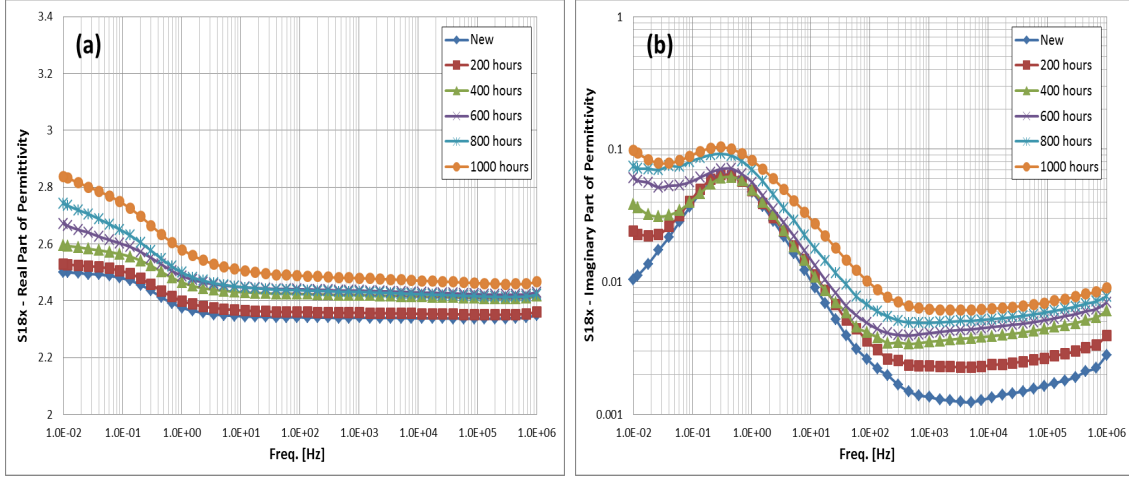 (a)
3.4
3.2
3
2.8
2.6
2.4
2.2
2
S18x - Real Part of Permittivity
New
200 hours
400 hours
600 hours
800 hours
1000 hours
1.0E-02 1.0E-01 1.0E+00 1.0E+01 1.0E+02 1.0E+03 1.0E+04 1.0E+05 1.0E+06
Freq. [Hz]
(b)
1
0.1
0.01
0.001
S18x - Imaginary Part of Permittivity
New
200 hours
400 hours
600 hours
800 hours
1000 hours
1.0E-02 1.0E-01 1.0E+00 1.0E+01 1.0E+02 1.0E+03 1.0E+04 1.0E+05 1.0E+06
Freq. [Hz]